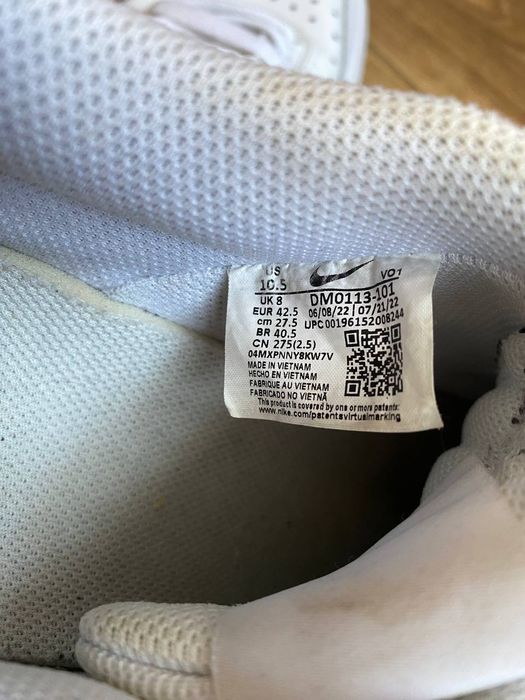 US
10.5
UK 8
EUR 42.5
cm 27.5
BR 40.5
CN 275(2.5)
VO1
DM0113-101
06/08/22 | 07/21/22
UPC 00196152008244
04MXPNNY8KW7V
MADE IN VIETNAM
HECHO EN VIETNAM
FABRIQUE AU VIETNAM
FABRICADO NO VIETNÃ
This product is covered by one or more patents:
www.nike.com/patentsvirtualmarking